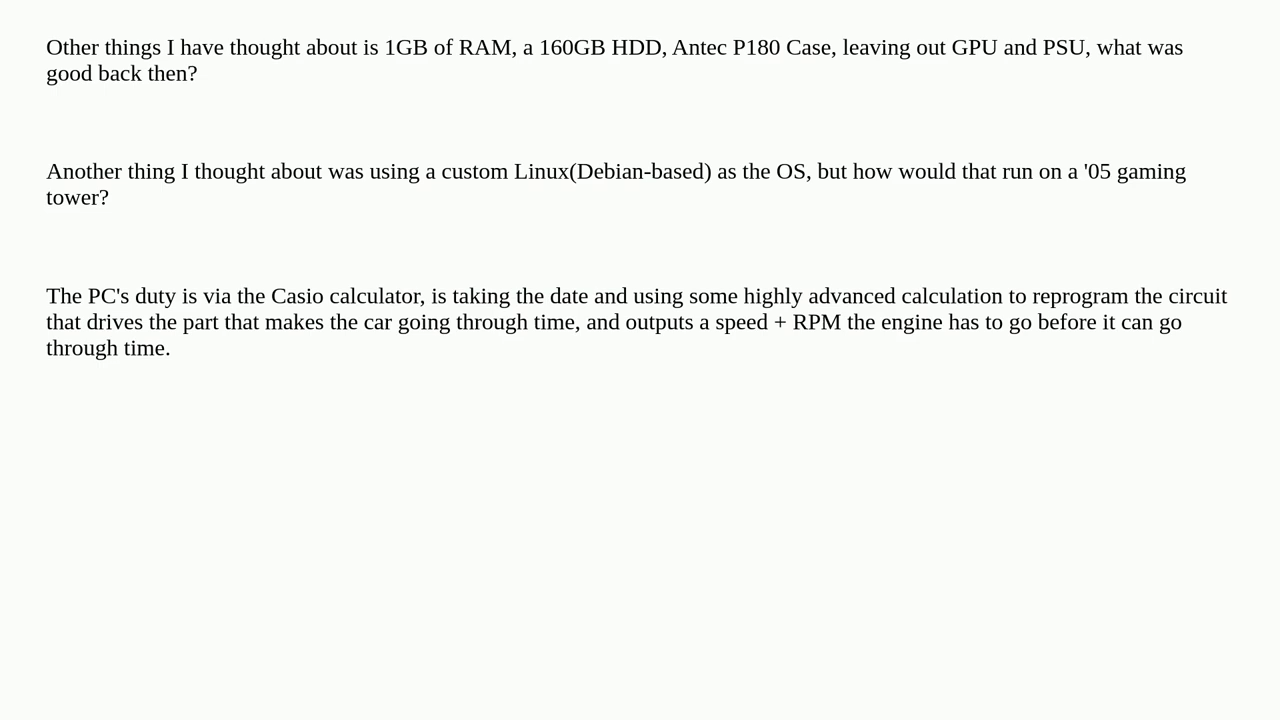 Other things I have thought about is 1GB of RAM, a 160GB HDD, Antec P180 Case, leaving out GPU and PSU, what was
good back then?
Another thing I thought about was using a custom Linux(Debian-based) as the OS, but how would that run on a '05 gaming
tower?
The PC's duty is via the Casio calculator, is taking the date and using some highly advanced calculation to reprogram the circuit
that drives the part that makes the car going through time, and outputs a speed + RPM the engine has to go before it can go
through time.